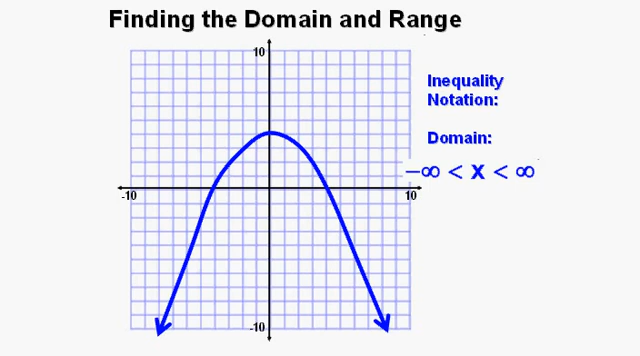 Finding the Domain and Range
10
Inequality
Notation:
Domain:
−∞ < x < ∞
-10
10
-10